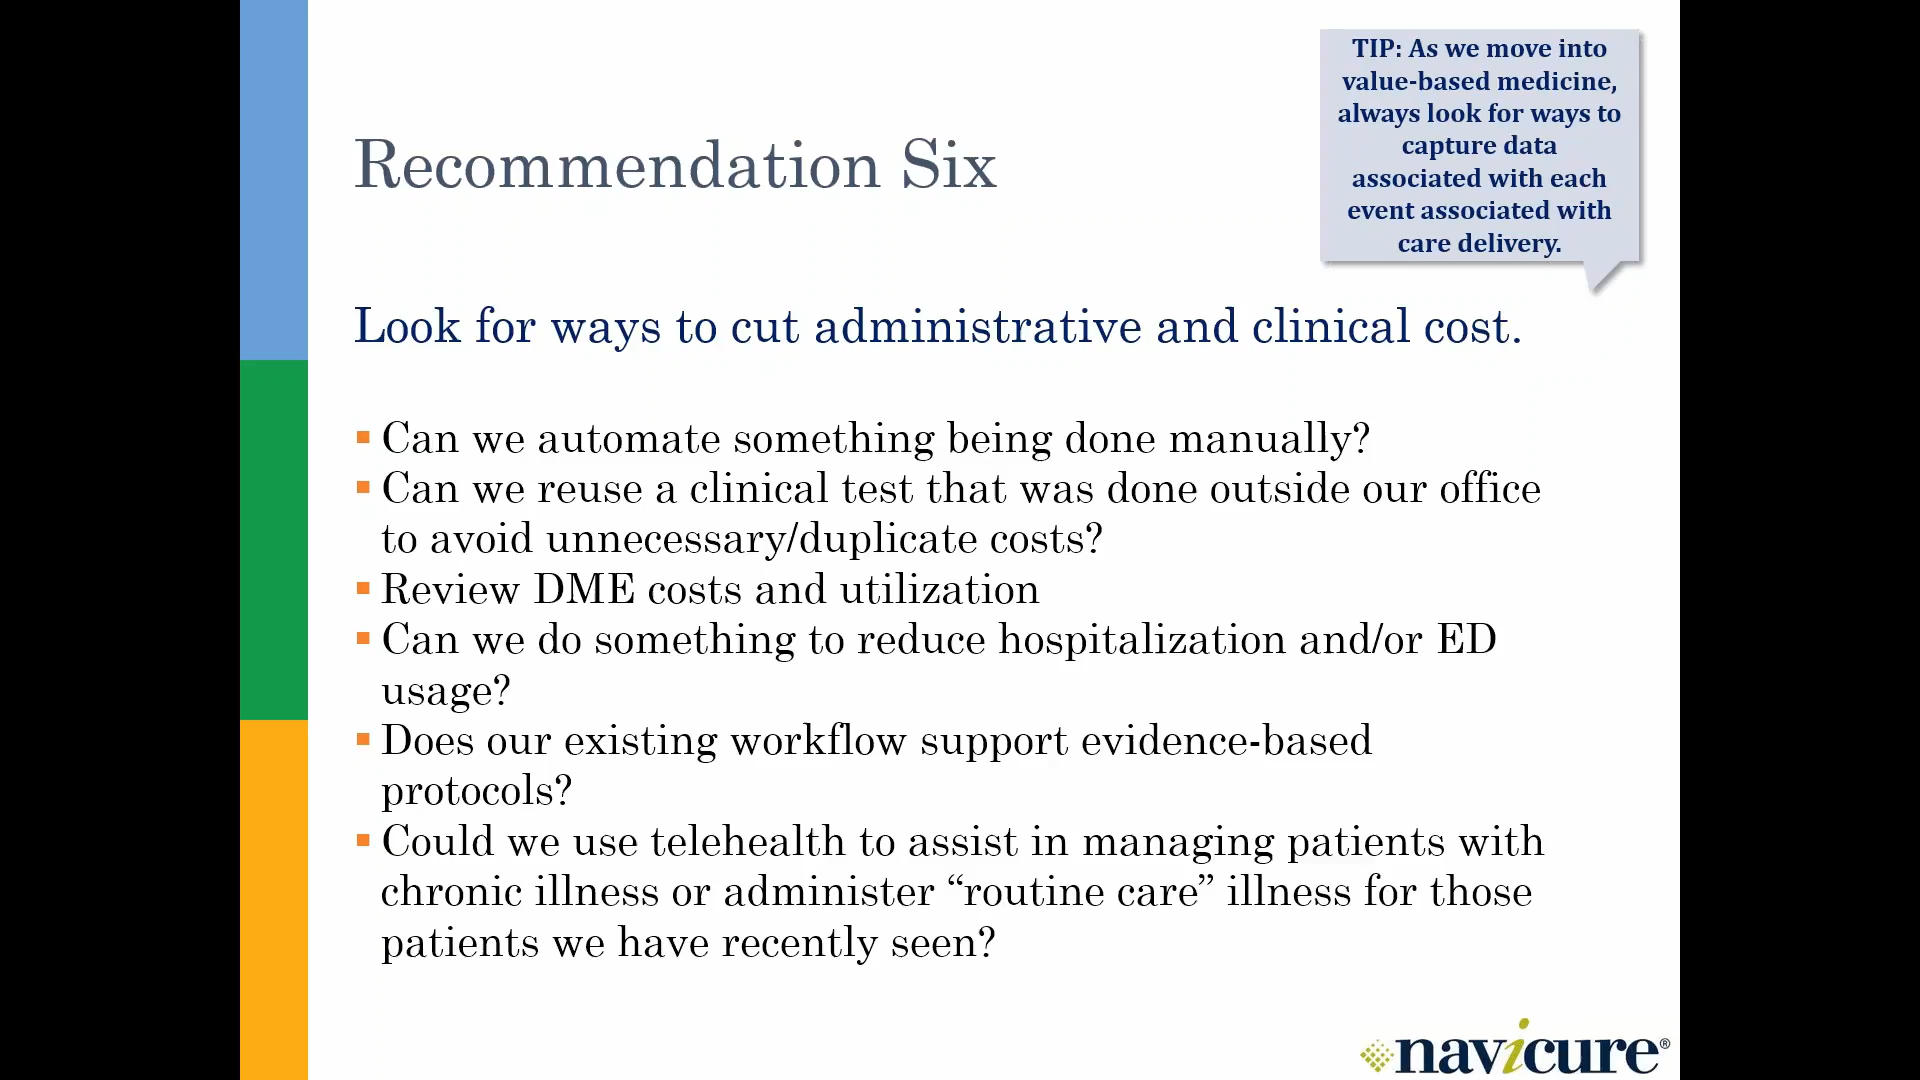 TIP: As we move into
value-based medicine,
always look for ways to
capture data
associated with each
event associated with
care delivery.
Recommendation Six
Look for ways to cut administrative and clinical cost.
▪ Can we automate something being done manually?
▪ Can we reuse a clinical test that was done outside our office
to avoid unnecessary/duplicate costs?
▪ Review DME costs and utilization
▪ Can we do something to reduce hospitalization and/or ED
usage?
▪ Does our existing workflow support evidence-based
protocols?
▪ Could we use telehealth to assist in managing patients with
chronic illness or administer “routine care” illness for those
patients we have recently seen?
navicure®